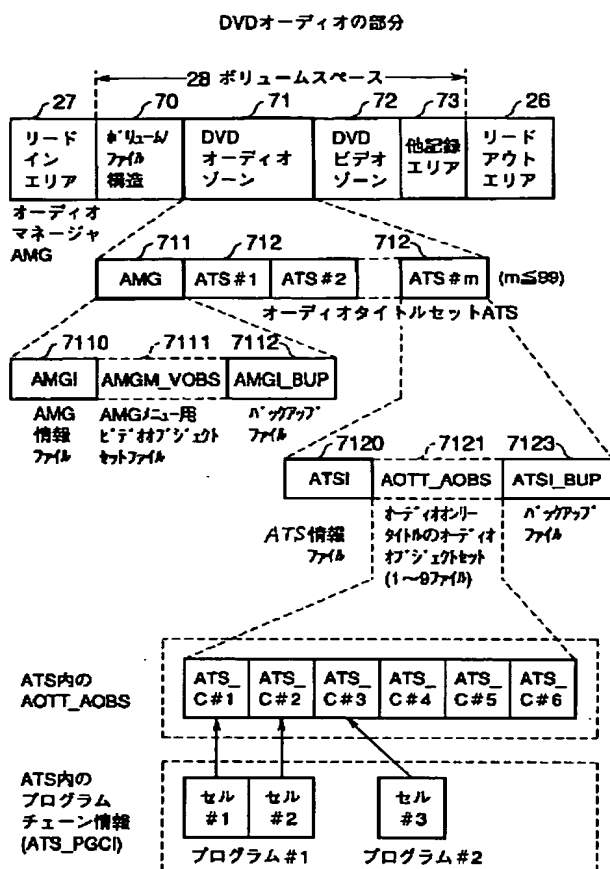 DVDオーディオの部分
28 ボリュームスペース
27 70 71 72 73 26
リード
イン
エリア
ボリューム/
ファイル
構造
DVD
オーディオ
ゾーン
DVD
ビデオ
ゾーン
他記録
エリア
リード
アウト
エリア
オーディオ
マネージャ
AMG
711 712 712
AMG ATS#1 ATS#2 ATS#m (m≦99)
オーディオタイトルセットATS
7110 7111 7112
AMGI AMGM_VOBS AMGI_BUP
AMG
情報
ファイル
AMGメニュー用
ビデオオブジェクト
セットファイル
バックアップ
ファイル
7120 7121 7123
ATSI AOTT_AOBS ATSI_BUP
ATS情報
ファイル
オーディオオンリー
タイトルのオーディオ
オブジェクトセット
(1〜9ファイル)
バックアップ
ファイル
ATS内の
AOTT_AOBS
ATS_
C#1
ATS_
C#2
ATS_
C#3
ATS_
C#4
ATS_
C#5
ATS_
C#6
ATS内の
プログラム
チェーン情報
(ATS_PGCI)
セル
#1
セル
#2
セル
#3
プログラム#1 プログラム#2